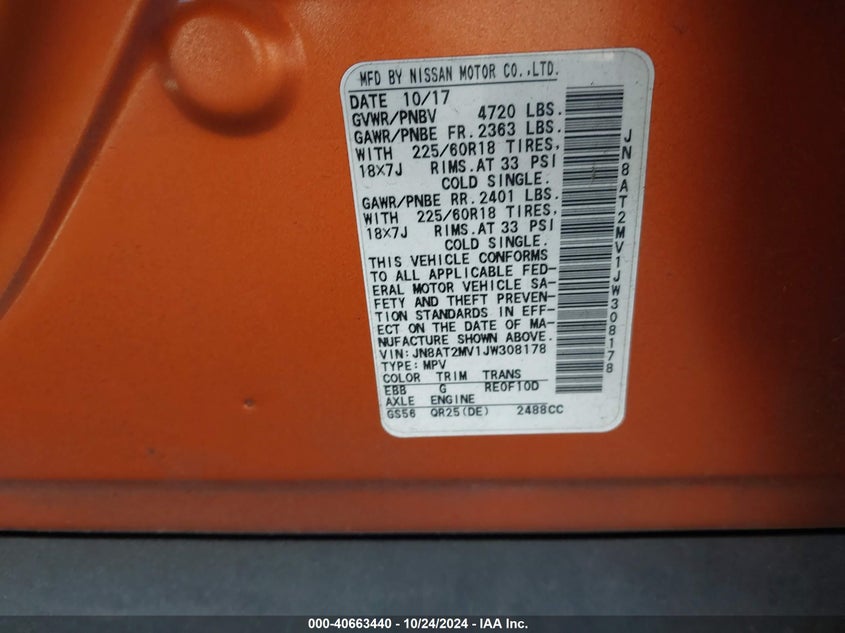 MFD BY NISSAN MOTOR CO.,LTD.
DATE 10/17
GVWR/PNBV 4720 LBS.
GAWR/PNBE FR. 2363 LBS.
WITH 225/60R18 TIRES,
18X7J RIMS.AT 33 PSI
COLD SINGLE.
GAWR/PNBE RR. 2401 LBS.
WITH 225/60R18 TIRES,
18X7J RIMS.AT 33 PSI
COLD SINGLE.
THIS VEHICLE CONFORMS
TO ALL APPLICABLE FED-
ERAL MOTOR VEHICLE SA-
FETY AND THEFT PREVEN-
TION STANDARDS IN EFF-
ECT ON THE DATE OF MA-
NUFACTURE SHOWN ABOVE.
VIN:JN8AT2MV1JW308178
TYPE:MPV
COLOR TRIM TRANS
EBB G RE0F10D
AXLE ENGINE
GS56 QR25(DE) 2488CC
JN8AT2MV1JW308178
000-40663440 - 10/24/2024 - IAA Inc.